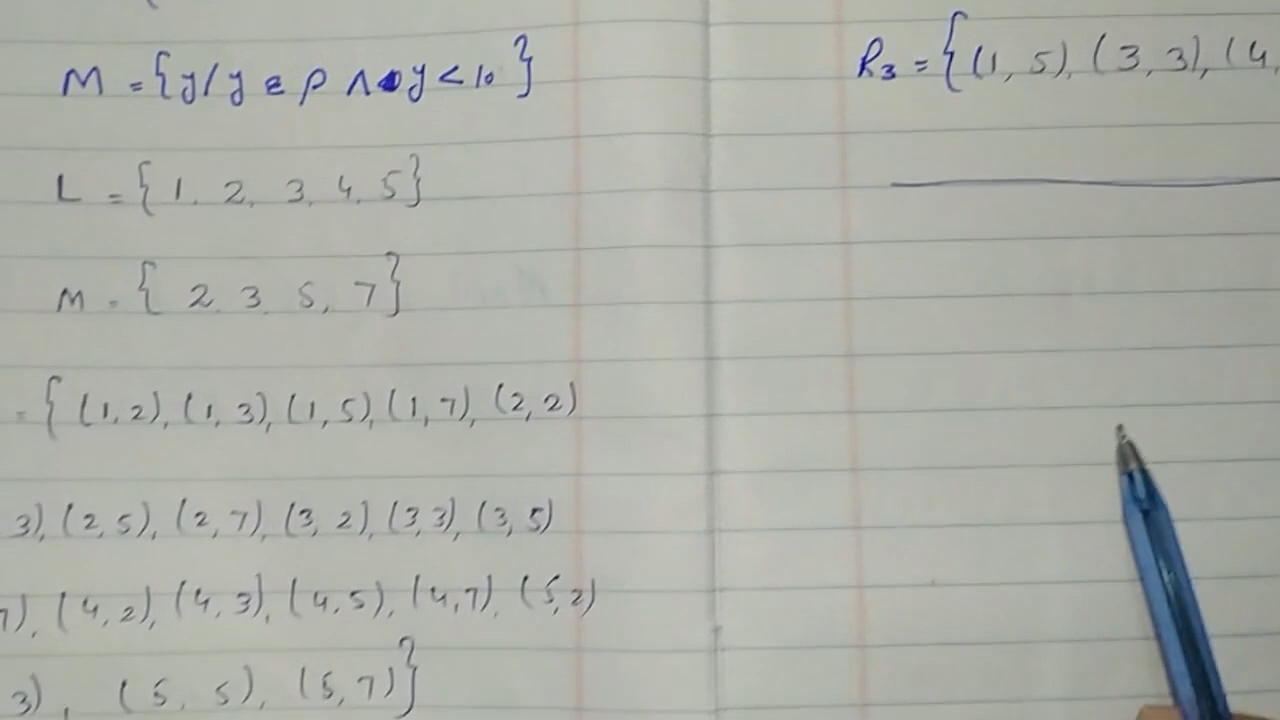 M = {y/y ∈ P ∧ y < 10}
L = {1, 2, 3, 4, 5}
M = { 2, 3, 5, 7}
= {(1, 2), (1, 3), (1, 5), (1, 7), (2, 2)
3), (2, 5), (2, 7), (3, 2), (3, 3), (3, 5)
7), (4, 2), (4, 3), (4, 5), (4, 7), (5, 2)
3), (5, 5), (5, 7)}
R3 = {(1, 5), (3, 3), (4,